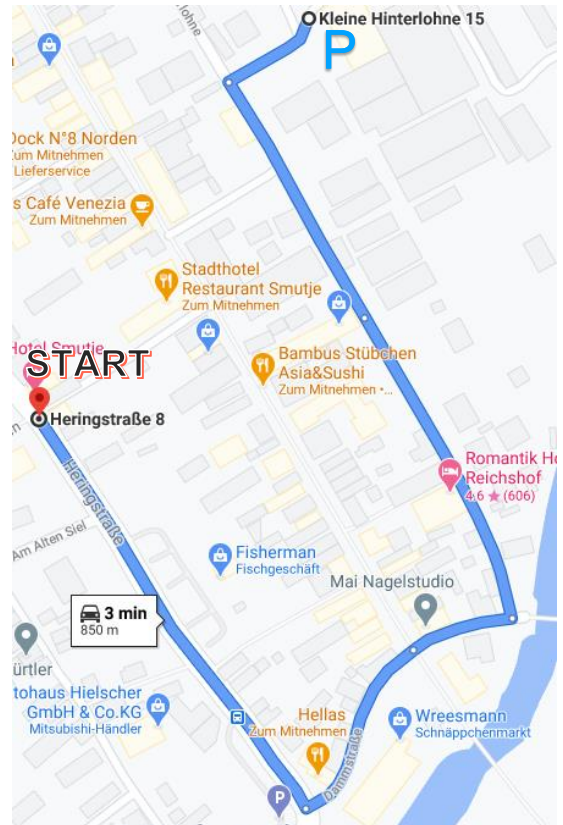 Kleine Hinterlohne 15
P
Dock N°8 Norden
um Mitnehmen
Lieferservice
s Café Venezia
Zum Mitnehmen
Stadthotel
Restaurant Smutje
Zum Mitnehmen
Hotel Smutje
START
Bambus Stübchen
Asia&Sushi
Zum Mitnehmen •...
Heringstraße 8
Romantik Ho
Reichshof
4,6 ★ (606)
Heringstraße
Am Alten Siel
Fisherman
Fischgeschäft
Mai Nagelstudio
3 min
850 m
ürtler
tohaus Hielscher
GmbH & Co.KG
Mitsubishi-Händler
Hellas
Zum Mitnehmen
Dammstraße
Wreesmann
Schnäppchenmarkt
P